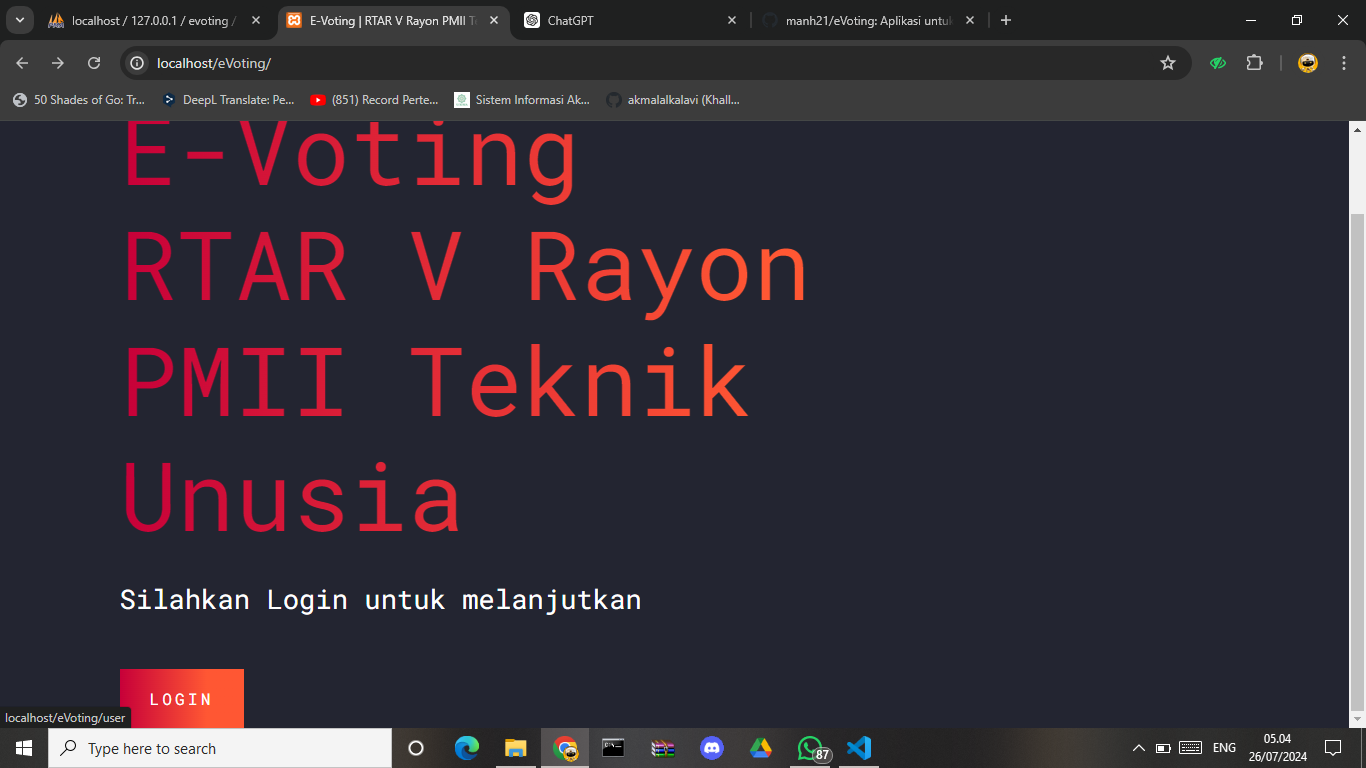 localhost / 127.0.0.1 / evoting /
E-Voting | RTAR V Rayon PMII T
ChatGPT
manh21/eVoting: Aplikasi untu
localhost/eVoting/
50 Shades of Go: Tr...
DeepL Translate: Pe...
(851) Record Perte...
Sistem Informasi Ak...
akmalalkalavi (Khall...
E-Voting
RTAR V Rayon
PMII Teknik
Unusia
Silahkan Login untuk melanjutkan
LOGIN
localhost/eVoting/user
Type here to search
87
ENG
05.04
26/07/2024